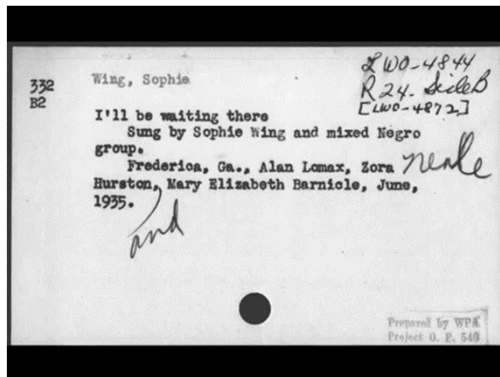 LWO-4844
R24. Side B
[LWO-4872]
332
B2
Wing, Sophie
I'll be waiting there
Sung by Sophie Wing and mixed Negro
group.
Frederica, Ga., Alan Lomax, Zora Neale
Hurston, Mary Elizabeth Barnicle, June,
1935.
and
Prepared by WPA
Project O. P. 540